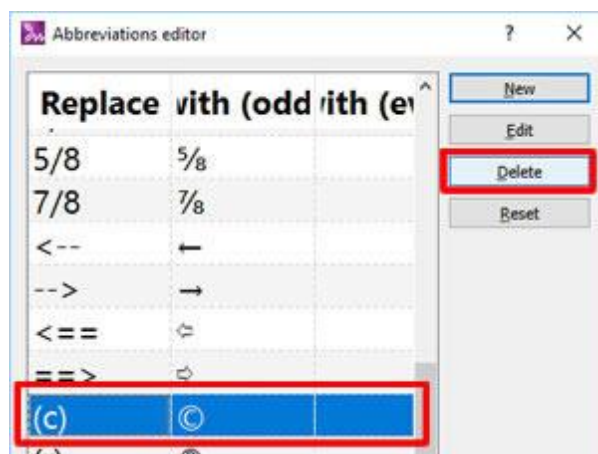 Abbreviations editor ? ×
Replace with (odd with (ev
New
Edit
Delete
Reset
5/8 ⅝
7/8 ⅞
<-- ←
--> →
<== ⇦
==> ⇨
(c) ©